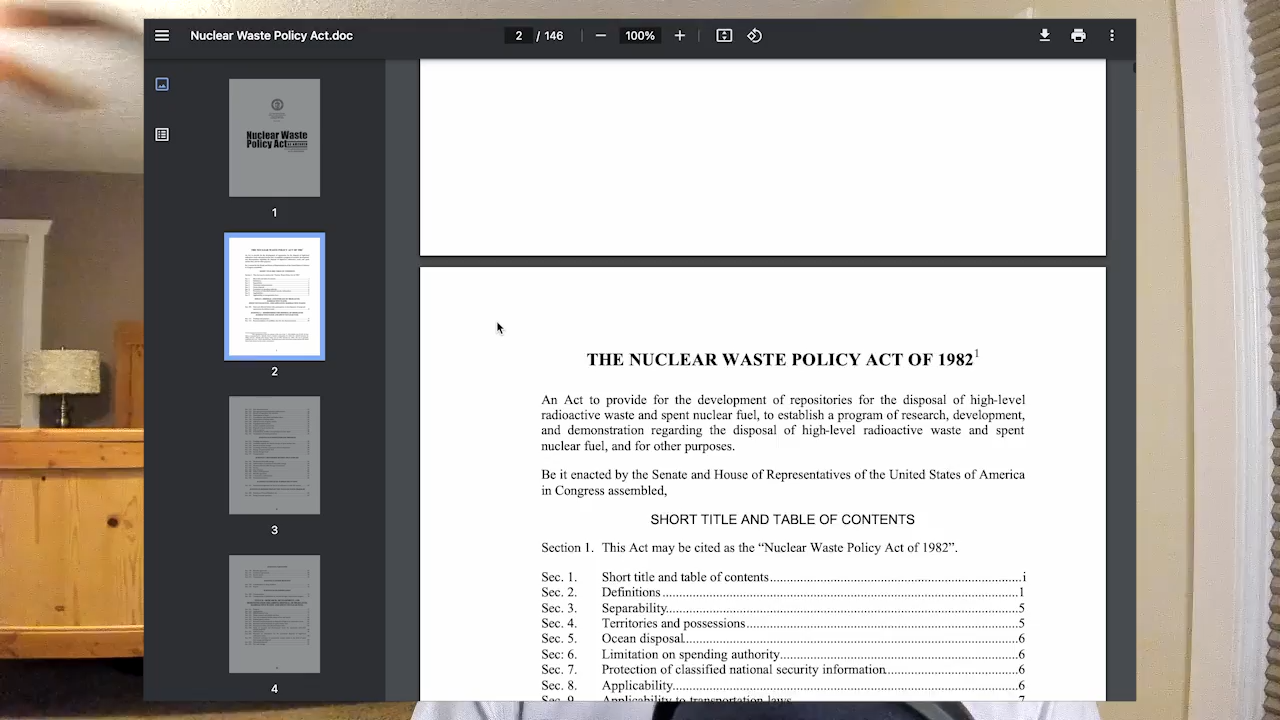 Nuclear Waste Policy Act.doc
2 / 146
100%
Nuclear Waste
Policy Act
1
2
3
4
THE NUCLEAR WASTE POLICY ACT OF 1982¹
An Act to provide for the development of repositories for the disposal of high-level
radioactive waste and spent nuclear fuel, to establish a program of research, development,
and demonstration regarding the disposal of high-level radioactive waste and spent
nuclear fuel, and for other purposes.
Be it enacted by the Senate and House of Representatives of the United States of America
in Congress assembled,
SHORT TITLE AND TABLE OF CONTENTS
Section 1. This Act may be cited as the “Nuclear Waste Policy Act of 1982”.
Sec. 1. Short title and table of contents 1
Sec. 2. Definitions 1
Sec. 3. Separability 5
Sec. 4. Territories and possessions 5
Sec. 5. Ocean disposal. 6
Sec: 6. Limitation on spending authority 6
Sec. 7. Protection of classified national security information 6
Sec. 8. Applicability 6
Sec. 9. Applicability to transportation laws 7